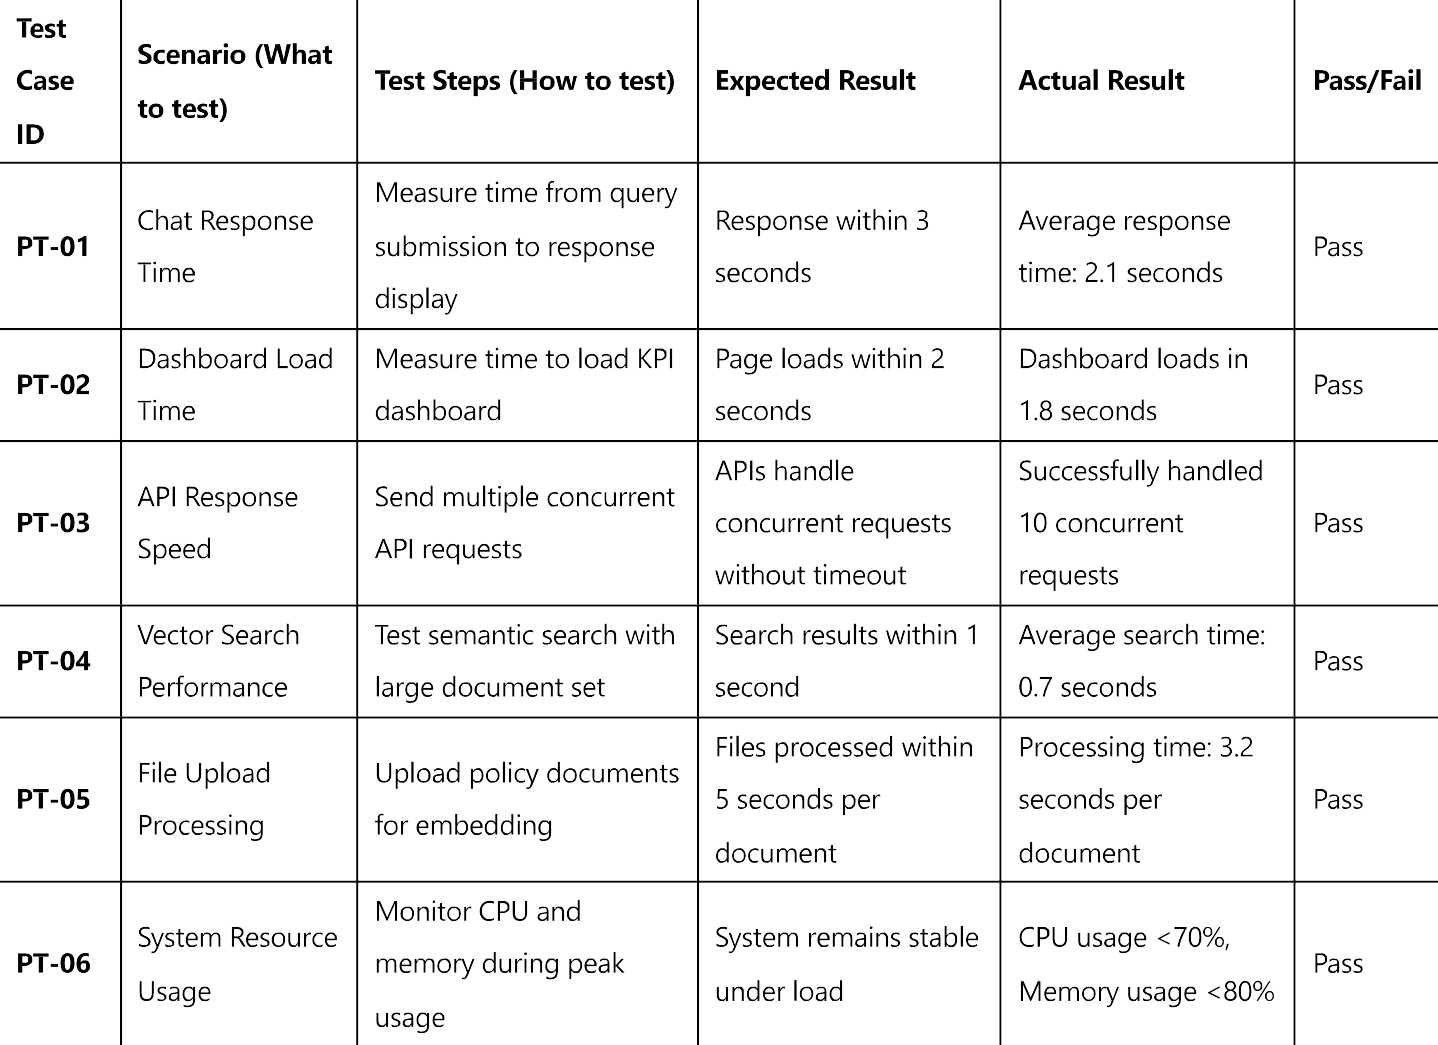 Test
Case
ID
Scenario (What
to test)
Test Steps (How to test)
Expected Result
Actual Result
Pass/Fail
PT-01
Chat Response
Time
Measure time from query
submission to response
display
Response within 3
seconds
Average response
time: 2.1 seconds
Pass
PT-02
Dashboard Load
Time
Measure time to load KPI
dashboard
Page loads within 2
seconds
Dashboard loads in
1.8 seconds
Pass
PT-03
API Response
Speed
Send multiple concurrent
API requests
APIs handle
concurrent requests
without timeout
Successfully handled
10 concurrent
requests
Pass
PT-04
Vector Search
Performance
Test semantic search with
large document set
Search results within 1
second
Average search time:
0.7 seconds
Pass
PT-05
File Upload
Processing
Upload policy documents
for embedding
Files processed within
5 seconds per
document
Processing time: 3.2
seconds per
document
Pass
PT-06
System Resource
Usage
Monitor CPU and
memory during peak
usage
System remains stable
under load
CPU usage <70%,
Memory usage <80%
Pass